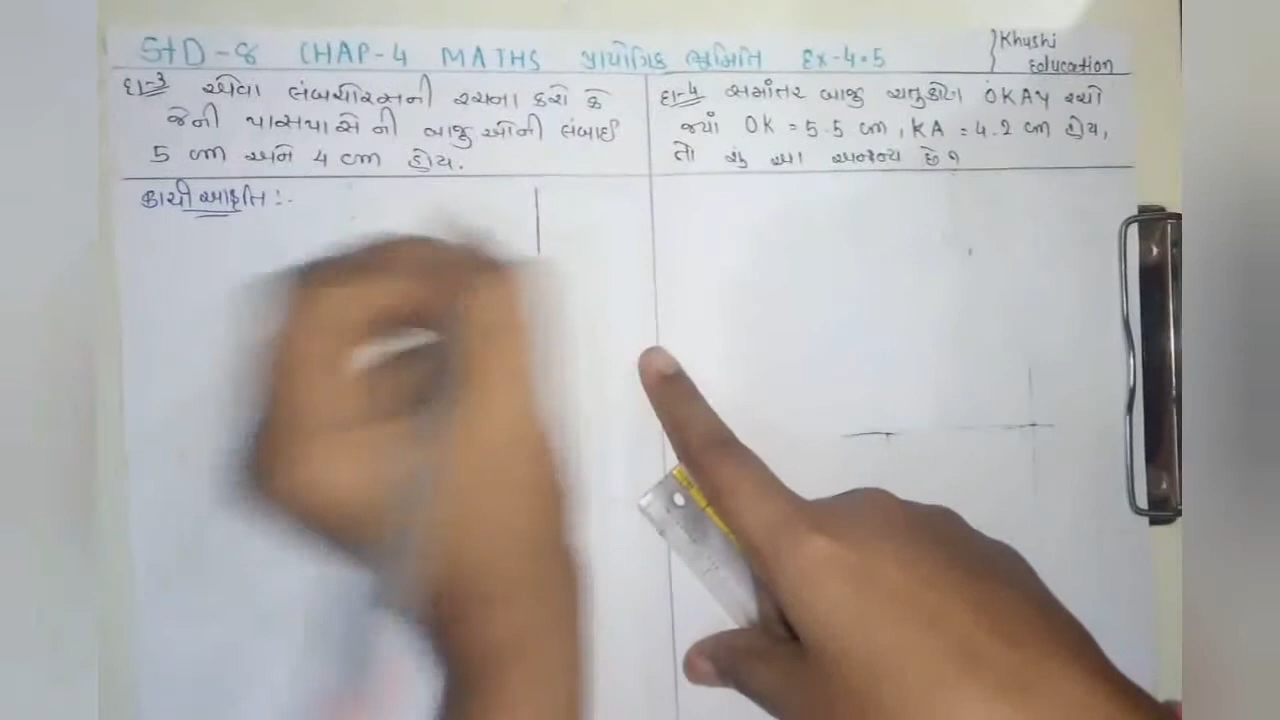 STD-8 CHAP-4 MATHS પ્રાયોગિક ભૂમિતિ Ex-4.5
Khushi
Education
દા-3 એવા લંબચોરસની રચના કરો કે
જેની પાસપાસેની બાજુઓની લંબાઈ
5 cm અને 4 cm હોય.
દા-4 સમાંતર બાજુ ચતુષ્કોણ OKAY રચો
જ્યાં OK = 5.5 cm, KA = 4.2 cm હોય,
તો શું આ અનન્ય છે ?
કાચી આકૃતિ :-